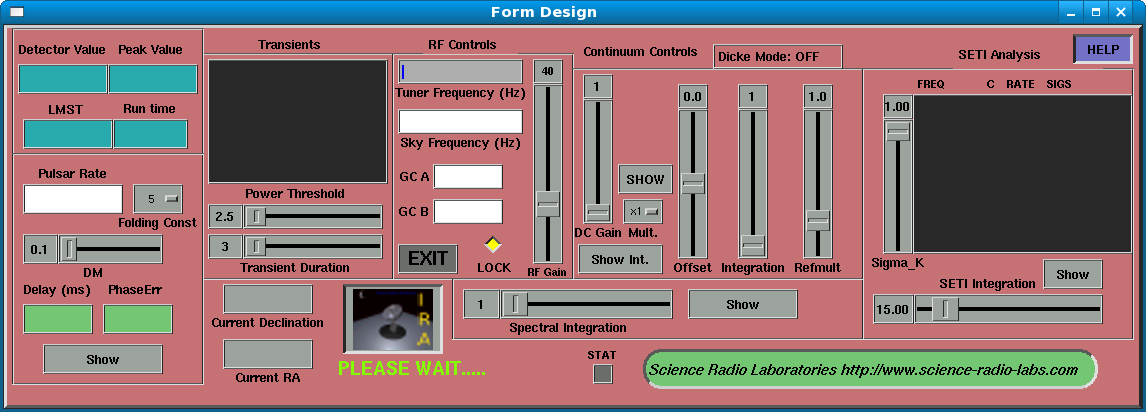 Form Design
Detector Value
Peak Value
LMST
Run time
Pulsar Rate
5
Folding Const
0.1
DM
Delay (ms)
PhaseErr
Show
Transients
Power Threshold
2.5
3
Transient Duration
Current Declination
Current RA
RF Controls
Tuner Frequency (Hz)
Sky Frequency (Hz)
GC A
GC B
EXIT
LOCK
40
RF Gain
I
R
A
PLEASE WAIT.....
Continuum Controls
Dicke Mode: OFF
1
SHOW
x1
DC Gain Mult.
Show Int.
0.0
Offset
1
Integration
1.0
Refmult
1
Spectral Integration
Show
STAT
SETI Analysis
HELP
FREQ C RATE SIGS
1.00
Sigma_K
SETI Integration
Show
15.00
Science Radio Laboratories http://www.science-radio-labs.com